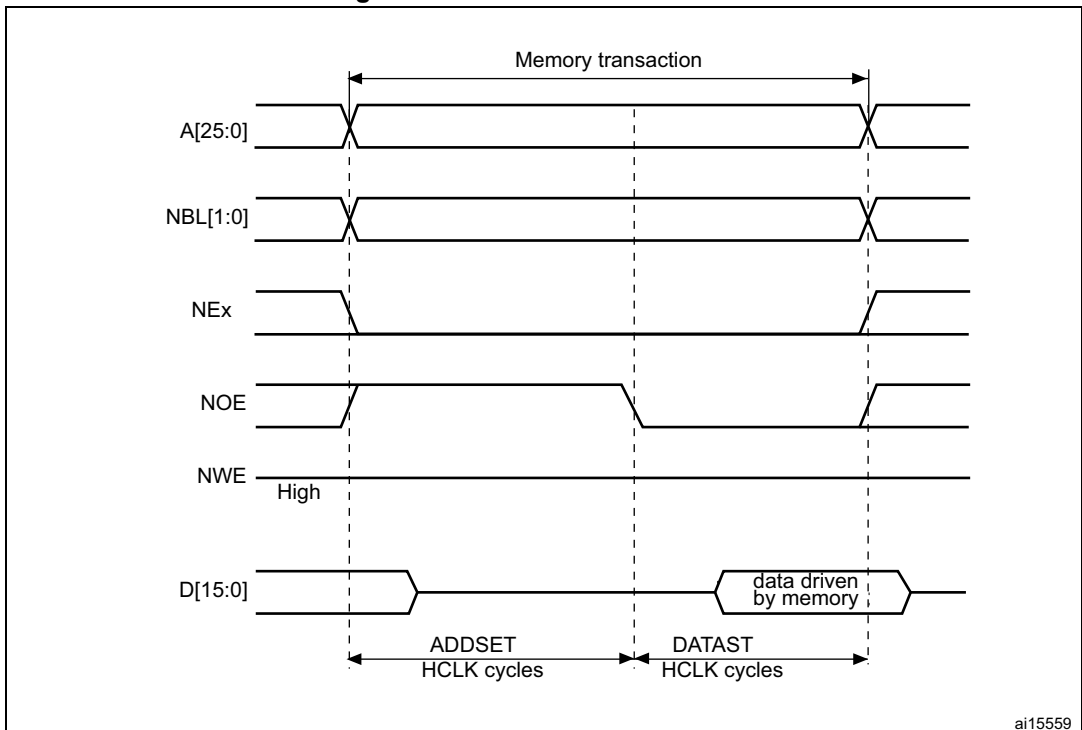 Memory transaction
A[25:0]
NBL[1:0]
NEx
NOE
NWE
High
D[15:0]
data driven
by memory
ADDSET DATAST
HCLK cycles HCLK cycles
ai15559